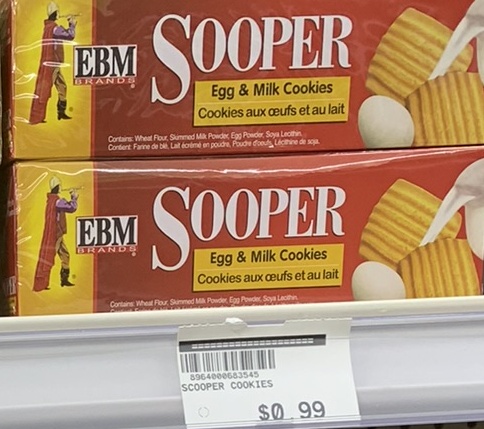 EBM
BRANDS
SOOPER
Egg & Milk Cookies
Cookies aux œufs et au lait
Contains: Wheat Flour, Skimmed Milk Powder, Egg Powder, Soya Lecithin.
Contient: Farine de blé, Lait écrémé en poudre, Poudre d'oeufs, Lécithine de soja.
EBM
BRANDS
SOOPER
Egg & Milk Cookies
Cookies aux œufs et au lait
Contains: Wheat Flour, Skimmed Milk Powder, Egg Powder, Soya Lecithin.
8964000683545
SCOOPER COOKIES
$0.99